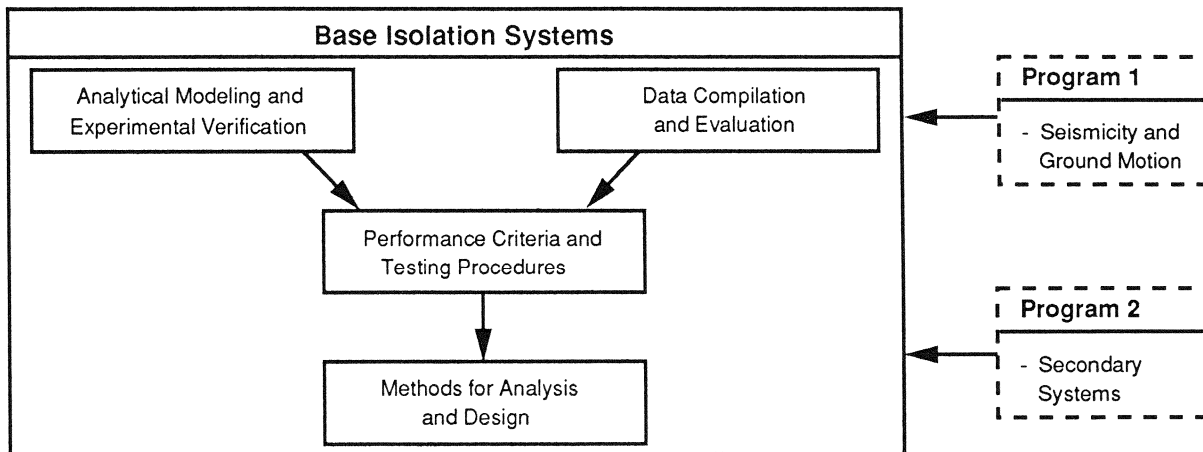 Base Isolation Systems
Analytical Modeling and
Experimental Verification
Data Compilation
and Evaluation
Performance Criteria and
Testing Procedures
Methods for Analysis
and Design
Program 1
- Seismicity and
Ground Motion
Program 2
- Secondary
Systems